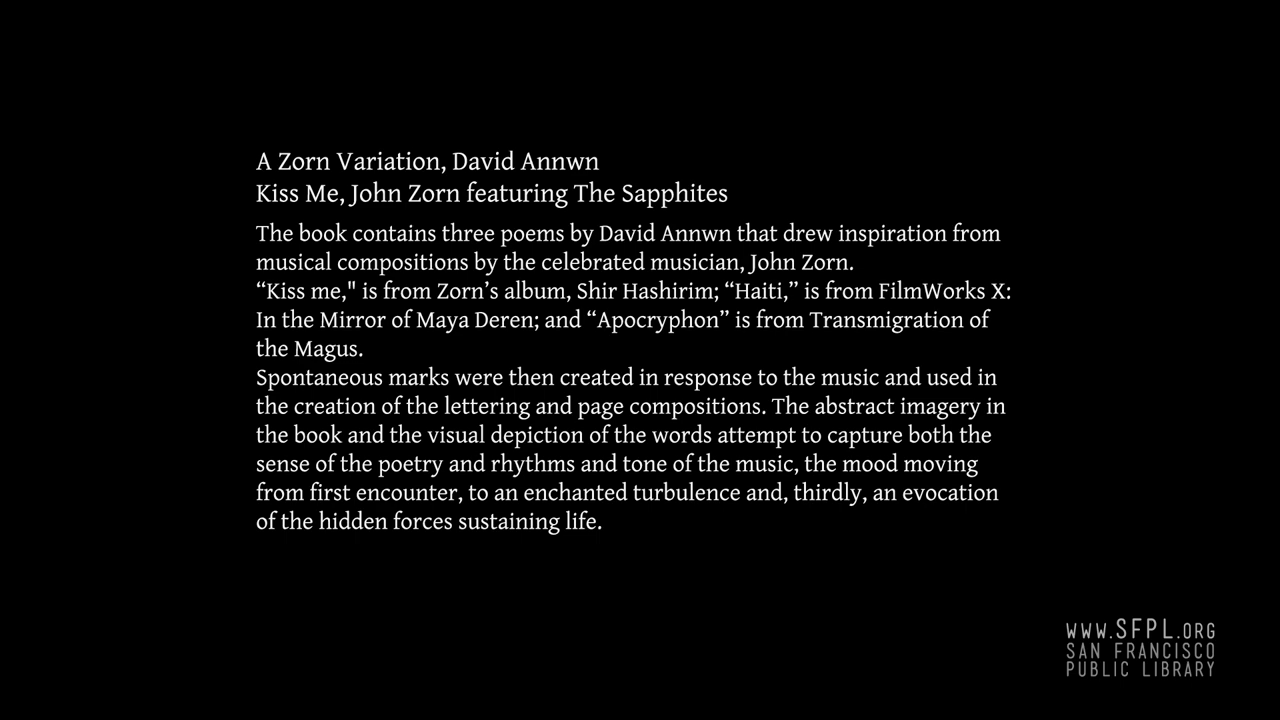 A Zorn Variation, David Annwn
Kiss Me, John Zorn featuring The Sapphites
The book contains three poems by David Annwn that drew inspiration from
musical compositions by the celebrated musician, John Zorn.
“Kiss me," is from Zorn’s album, Shir Hashirim; “Haiti,” is from FilmWorks X:
In the Mirror of Maya Deren; and “Apocryphon” is from Transmigration of
the Magus.
Spontaneous marks were then created in response to the music and used in
the creation of the lettering and page compositions. The abstract imagery in
the book and the visual depiction of the words attempt to capture both the
sense of the poetry and rhythms and tone of the music, the mood moving
from first encounter, to an enchanted turbulence and, thirdly, an evocation
of the hidden forces sustaining life.
WWW.SFPL.ORG
SAN FRANCISCO
PUBLIC LIBRARY